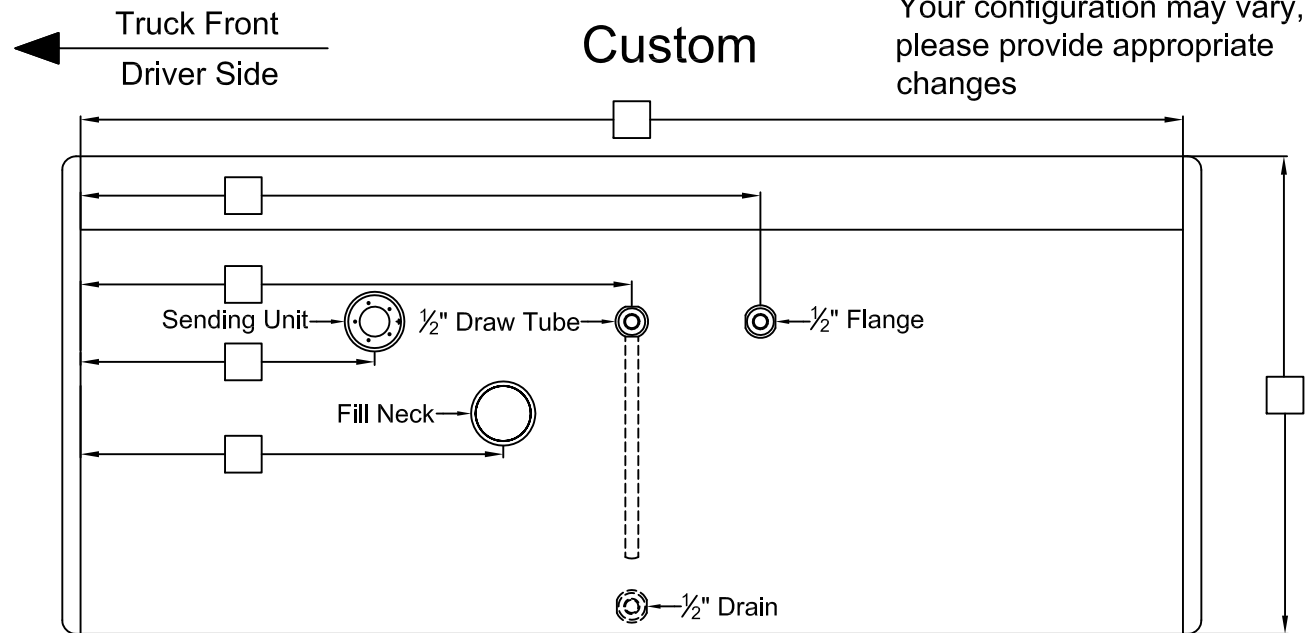 Truck Front
Driver Side
Custom
Your configuration may vary,
please provide appropriate
changes
Sending Unit
½" Draw Tube
½" Flange
Fill Neck
½" Drain